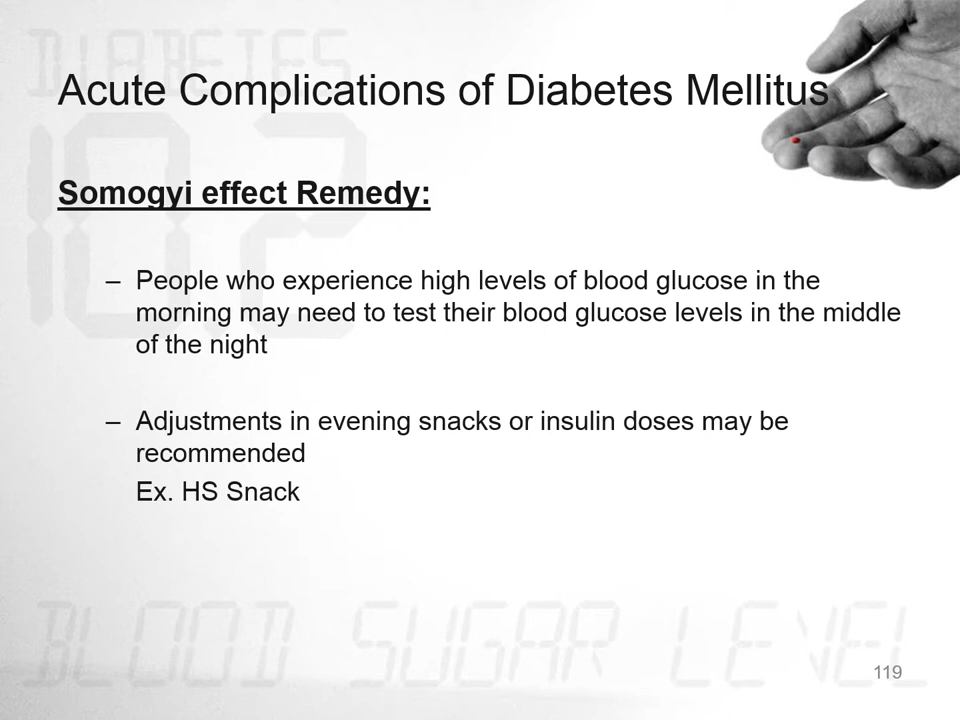 DIABETES
102
Acute Complications of Diabetes Mellitus
Somogyi effect Remedy:
– People who experience high levels of blood glucose in the
morning may need to test their blood glucose levels in the middle
of the night
– Adjustments in evening snacks or insulin doses may be
recommended
Ex. HS Snack
BLOOD SUGAR LEVEL
119